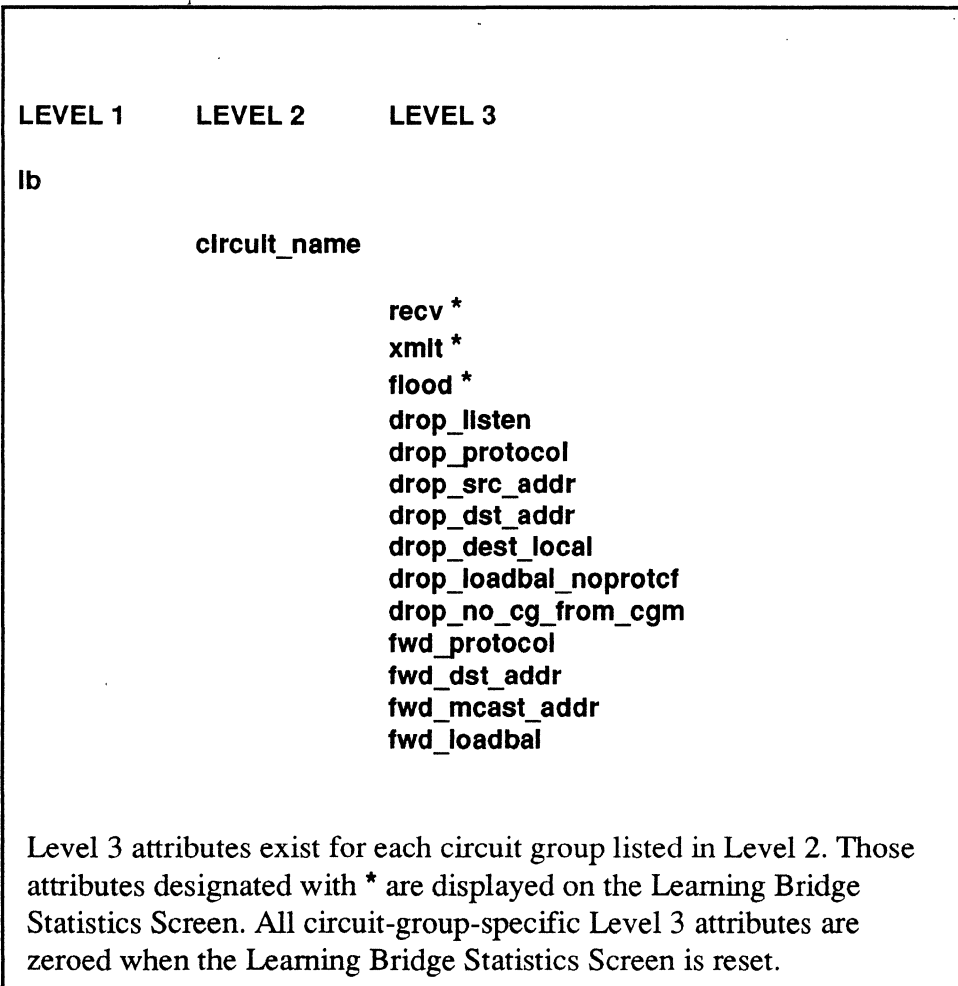 LEVEL 1 LEVEL 2 LEVEL 3
lb
circuit_name
recv *
xmit *
flood *
drop_listen
drop_protocol
drop_src_addr
drop_dst_addr
drop_dest_local
drop_loadbal_noprotcf
drop_no_cg_from_cgm
fwd_protocol
fwd_dst_addr
fwd_mcast_addr
fwd_loadbal
Level 3 attributes exist for each circuit group listed in Level 2. Those
attributes designated with * are displayed on the Learning Bridge
Statistics Screen. All circuit-group-specific Level 3 attributes are
zeroed when the Learning Bridge Statistics Screen is reset.